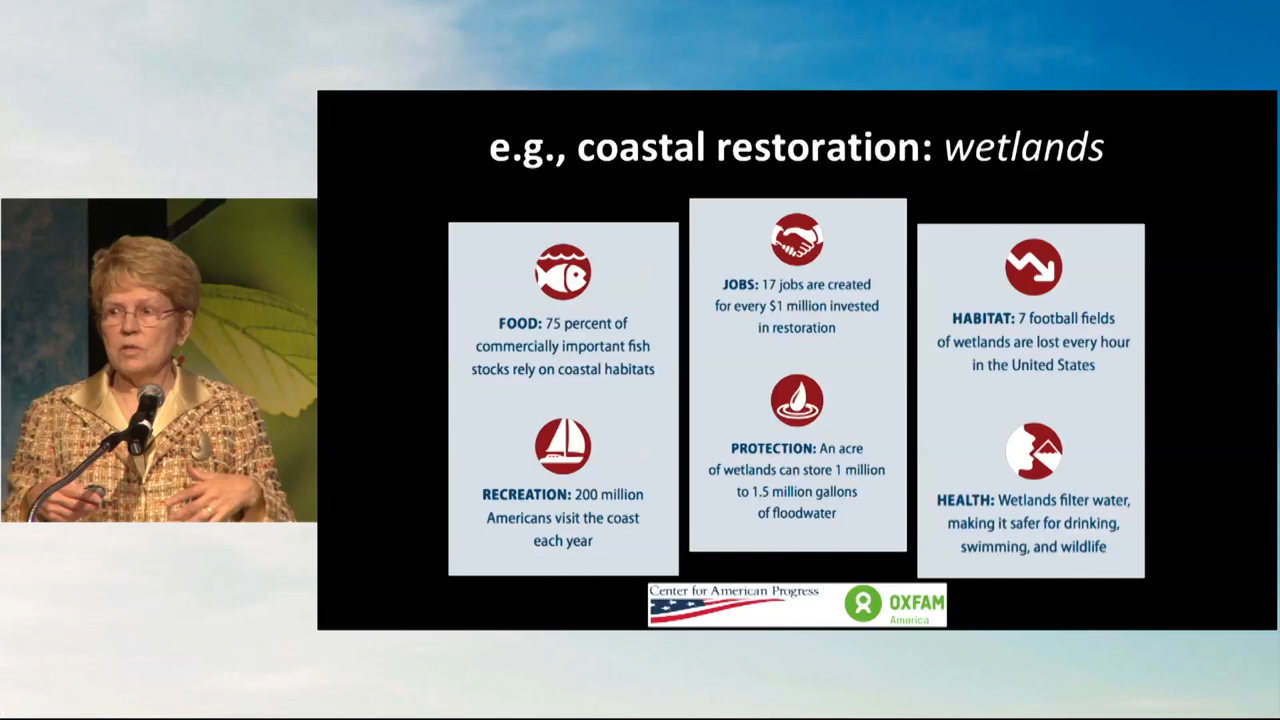 e.g., coastal restoration: wetlands
FOOD: 75 percent of
commercially important fish
stocks rely on coastal habitats
RECREATION: 200 million
Americans visit the coast
each year
JOBS: 17 jobs are created
for every $1 million invested
in restoration
PROTECTION: An acre
of wetlands can store 1 million
to 1.5 million gallons
of floodwater
HABITAT: 7 football fields
of wetlands are lost every hour
in the United States
HEALTH: Wetlands filter water,
making it safer for drinking,
swimming, and wildlife
Center for American Progress
OXFAM
America